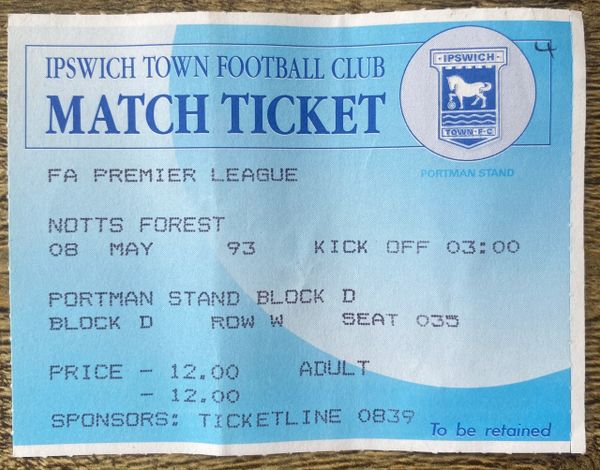 IPSWICH TOWN FOOTBALL CLUB
MATCH TICKET
4
IPSWICH
TOWN F.C
PORTMAN STAND
FA PREMIER LEAGUE
NOTTS FOREST
08 MAY 93 KICK OFF 03:00
PORTMAN STAND BLOCK D
BLOCK D ROW W SEAT 035
PRICE - 12.00 ADULT
- 12.00
SPONSORS: TICKETLINE 0839
To be retained